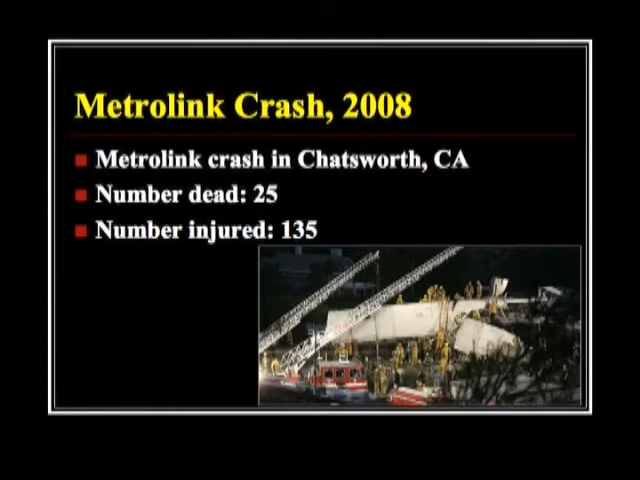 Metrolink Crash, 2008
Metrolink crash in Chatsworth, CA
Number dead: 25
Number injured: 135